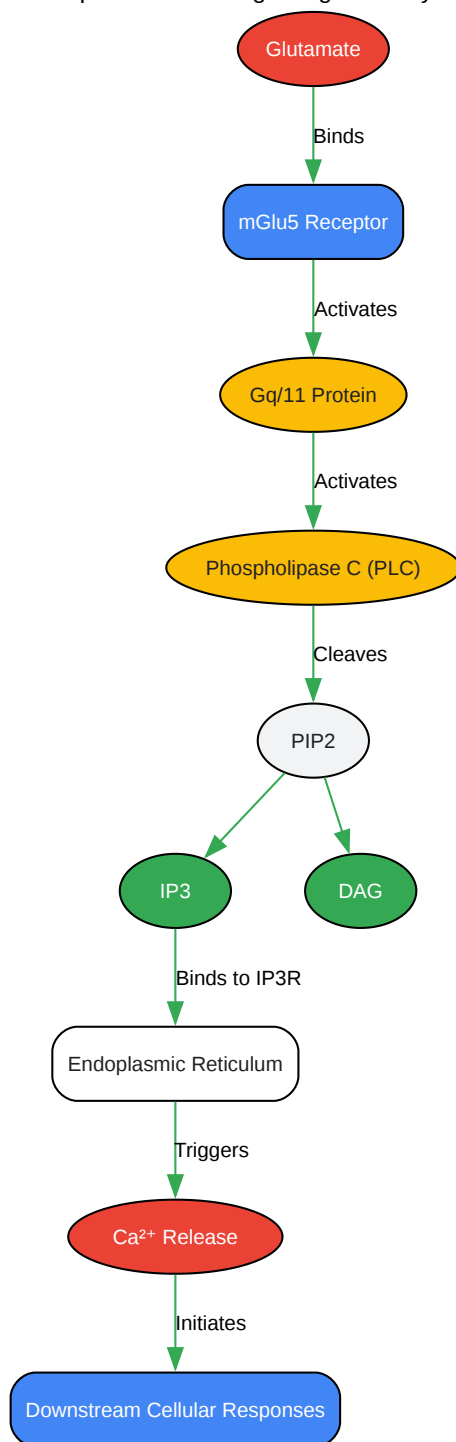 Glutamate
Binds
mGlu5 Receptor
Activates
Gq/11 Protein
Activates
Phospholipase C (PLC)
Cleaves
PIP2
IP3
DAG
Binds to IP3R
Endoplasmic Reticulum
Triggers
Ca²⁺ Release
Initiates
Downstream Cellular Responses